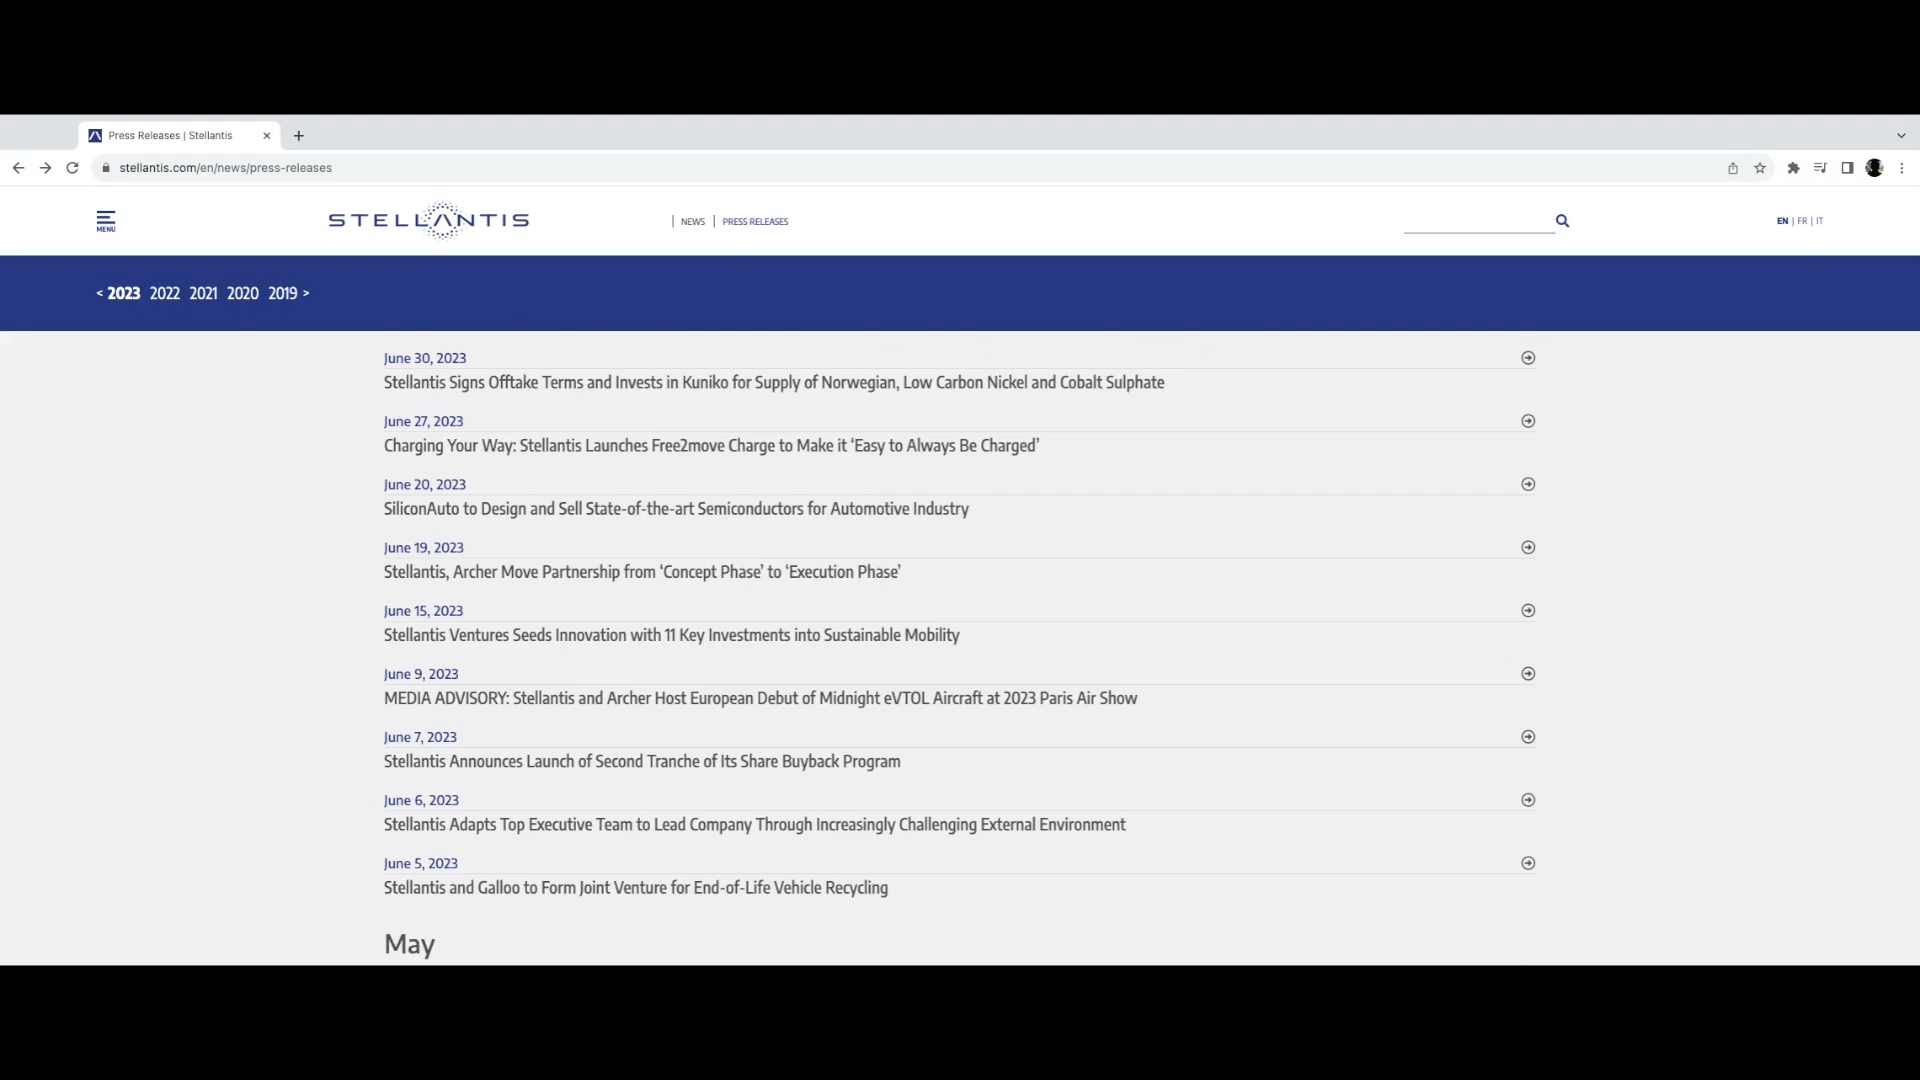 Press Releases | Stellantis
stellantis.com/en/news/press-releases
MENU
STELLANTIS
| NEWS | PRESS RELEASES
EN | FR | IT
< 2023 2022 2021 2020 2019 >
June 30, 2023
Stellantis Signs Offtake Terms and Invests in Kuniko for Supply of Norwegian, Low Carbon Nickel and Cobalt Sulphate
June 27, 2023
Charging Your Way: Stellantis Launches Free2move Charge to Make it ‘Easy to Always Be Charged’
June 20, 2023
SiliconAuto to Design and Sell State-of-the-art Semiconductors for Automotive Industry
June 19, 2023
Stellantis, Archer Move Partnership from ‘Concept Phase’ to ‘Execution Phase’
June 15, 2023
Stellantis Ventures Seeds Innovation with 11 Key Investments into Sustainable Mobility
June 9, 2023
MEDIA ADVISORY: Stellantis and Archer Host European Debut of Midnight eVTOL Aircraft at 2023 Paris Air Show
June 7, 2023
Stellantis Announces Launch of Second Tranche of Its Share Buyback Program
June 6, 2023
Stellantis Adapts Top Executive Team to Lead Company Through Increasingly Challenging External Environment
June 5, 2023
Stellantis and Galloo to Form Joint Venture for End-of-Life Vehicle Recycling
May